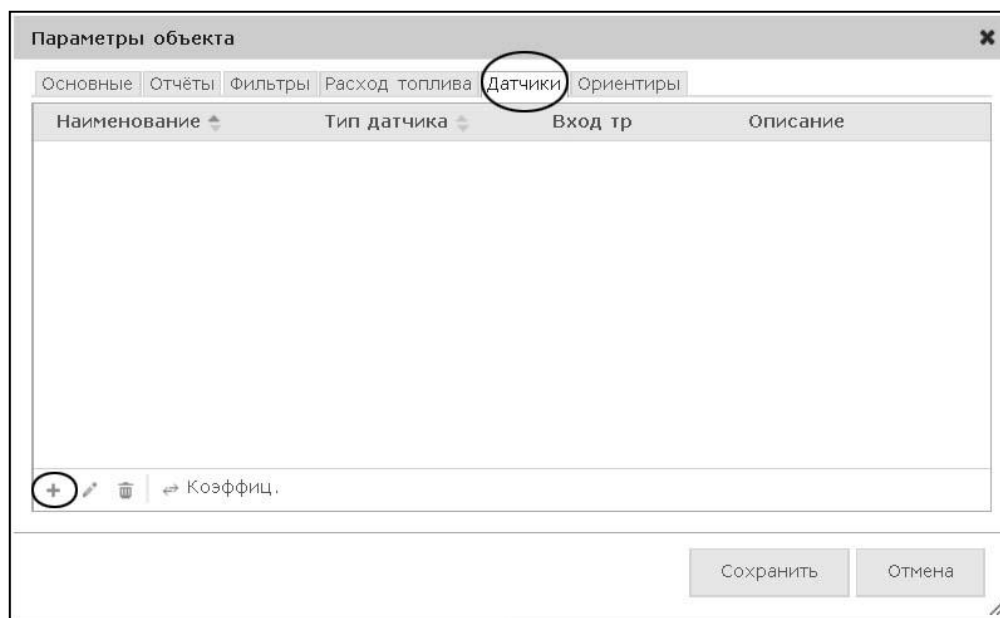 Параметры объекта
Основные Отчёты Фильтры Расход топлива Датчики Ориентиры
Наименование Тип датчика Вход тр Описание
Коэффиц.
Сохранить Отмена